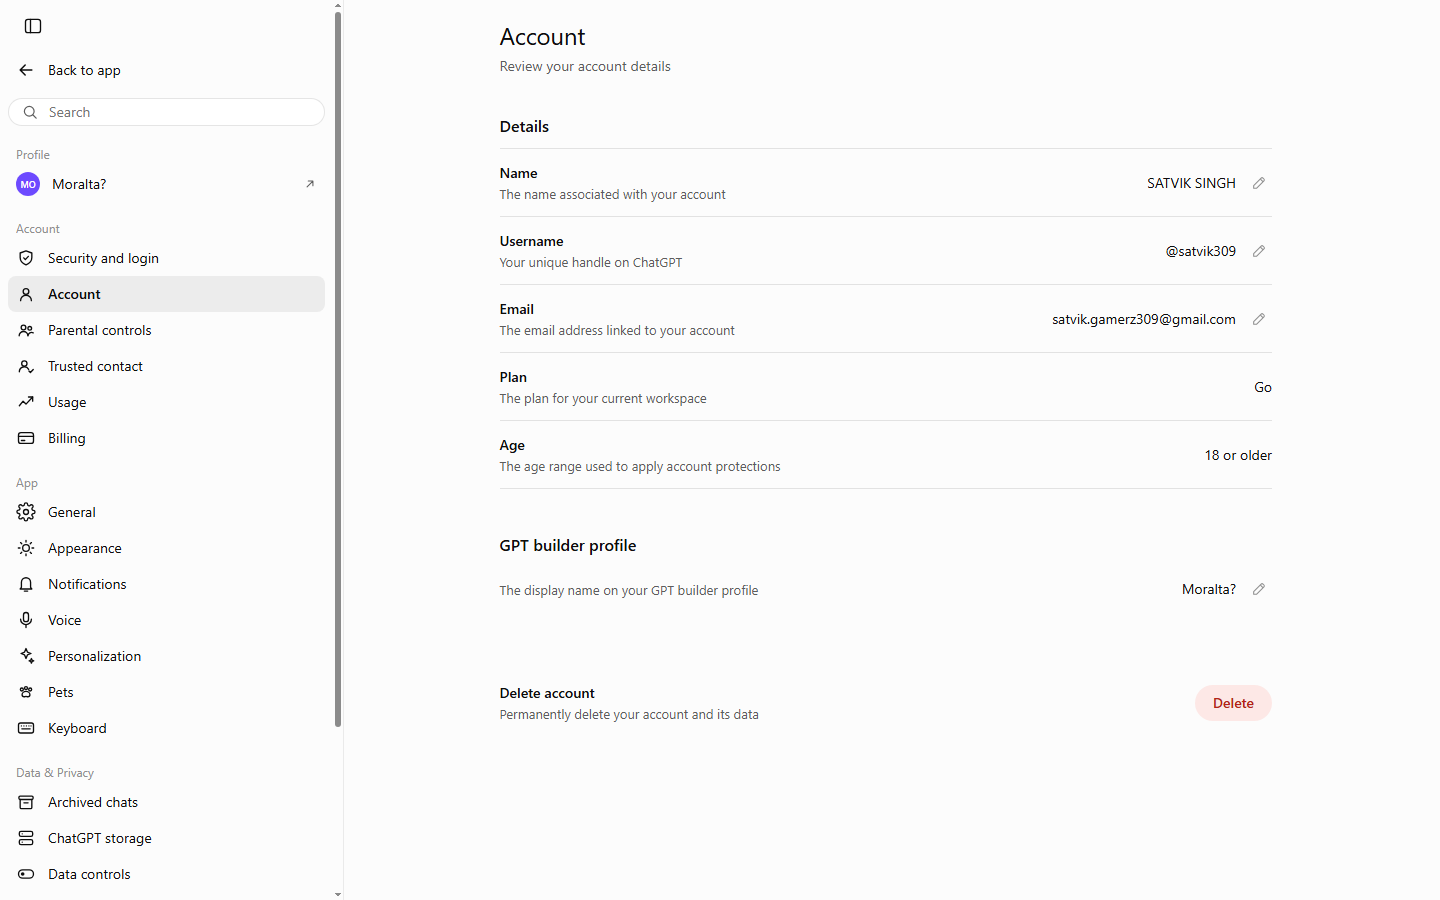 Back to app
Search
Profile
MO Moralta?
Account
Security and login
Account
Parental controls
Trusted contact
Usage
Billing
App
General
Appearance
Notifications
Voice
Personalization
Pets
Keyboard
Data & Privacy
Archived chats
ChatGPT storage
Data controls
Account
Review your account details
Details
Name
The name associated with your account
SATVIK SINGH
Username
Your unique handle on ChatGPT
@satvik309
Email
The email address linked to your account
satvik.gamerz309@gmail.com
Plan
The plan for your current workspace
Go
Age
The age range used to apply account protections
18 or older
GPT builder profile
The display name on your GPT builder profile
Moralta?
Delete account
Permanently delete your account and its data
Delete